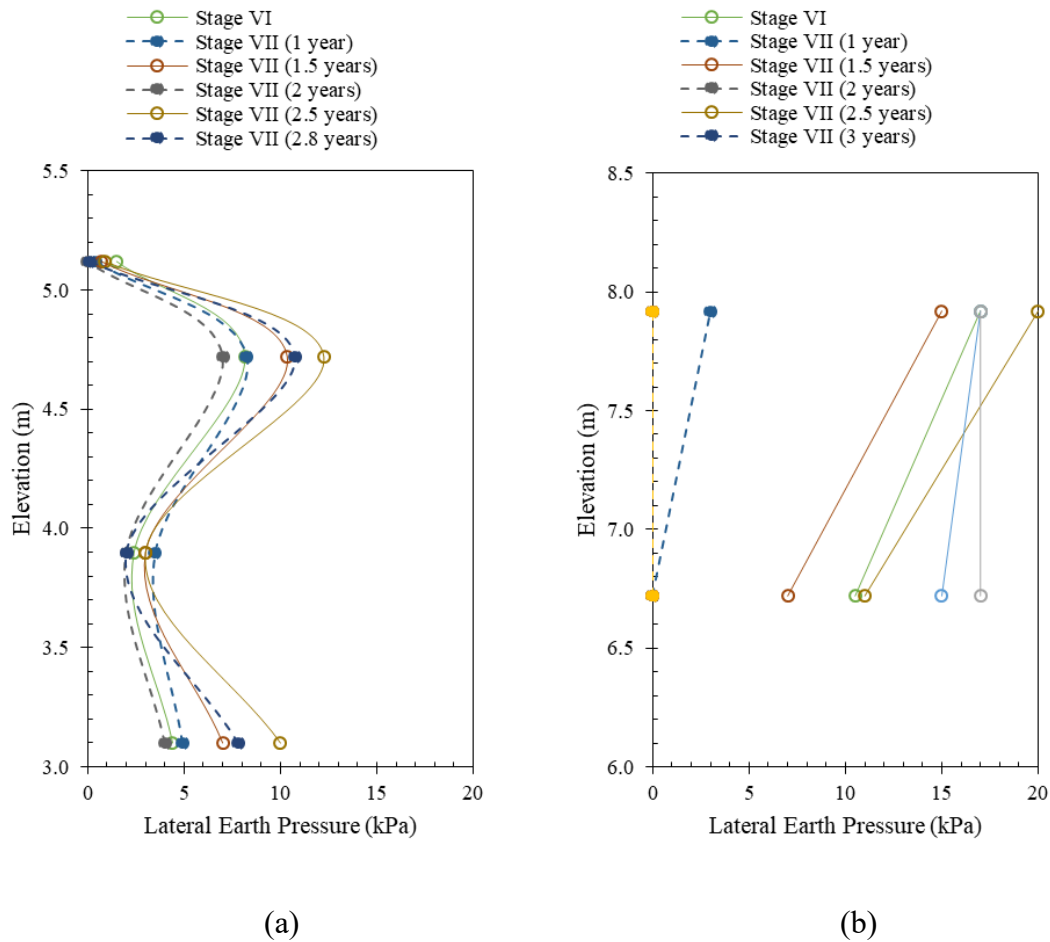 Stage VI
Stage VII (1 year)
Stage VII (1.5 years)
Stage VII (2 years)
Stage VII (2.5 years)
Stage VII (2.8 years)
5.5
5.0
4.5
4.0
3.5
3.0
Elevation (m)
0 5 10 15 20
Lateral Earth Pressure (kPa)
(a)
Stage VI
Stage VII (1 year)
Stage VII (1.5 years)
Stage VII (2 years)
Stage VII (2.5 years)
Stage VII (3 years)
8.5
8.0
7.5
7.0
6.5
6.0
Elevation (m)
0 5 10 15 20
Lateral Earth Pressure (kPa)
(b)